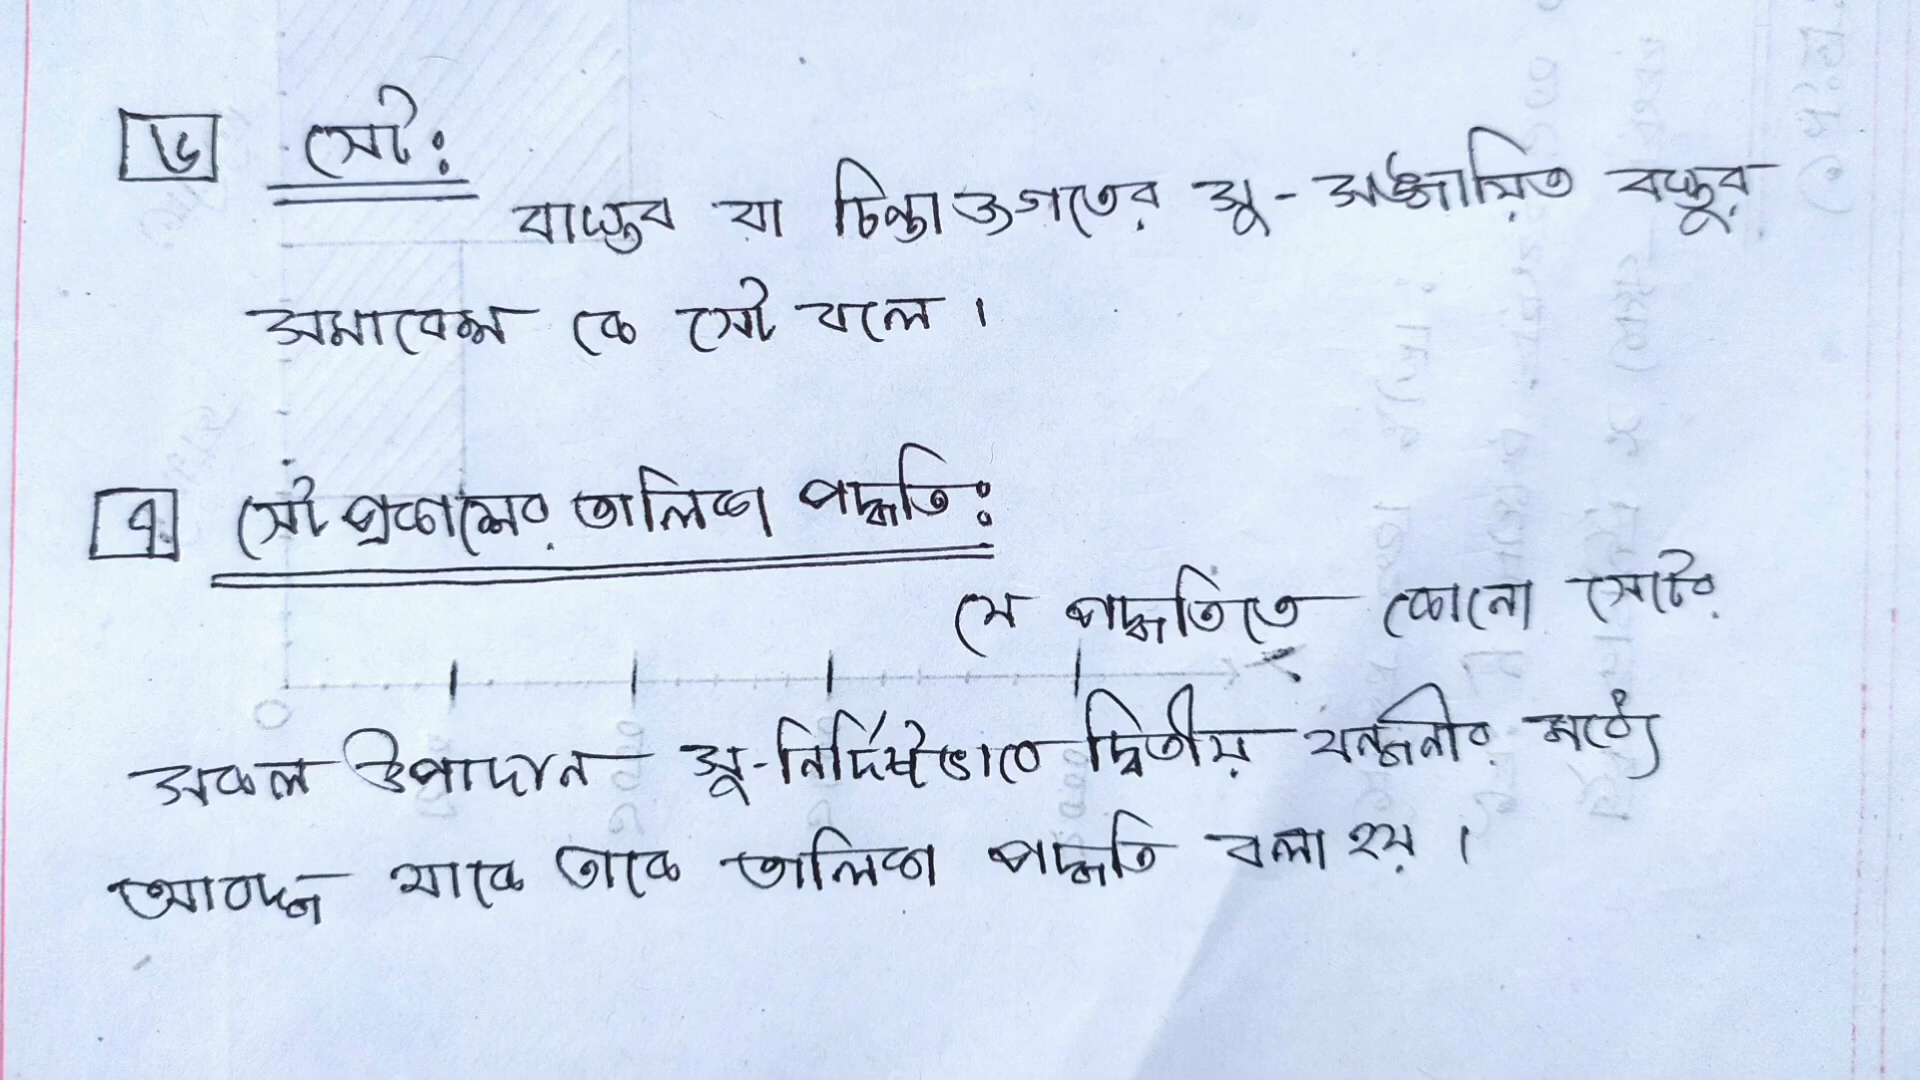 ৬ সেট:
বাস্তব বা চিন্তা জগতের সু-সজ্ঞায়িত বস্তুর
সমাবেশ কে সেট বলে।
৭ সেট প্রকাশের তালিকা পদ্ধতি:
যে পদ্ধতিতে কোনো সেটের
সকল উপাদান সু-নির্দিষ্টভাবে দ্বিতীয় বন্ধনীর মধ্যে
আবদ্ধ থাকে তাকে তালিকা পদ্ধতি বলা হয়।